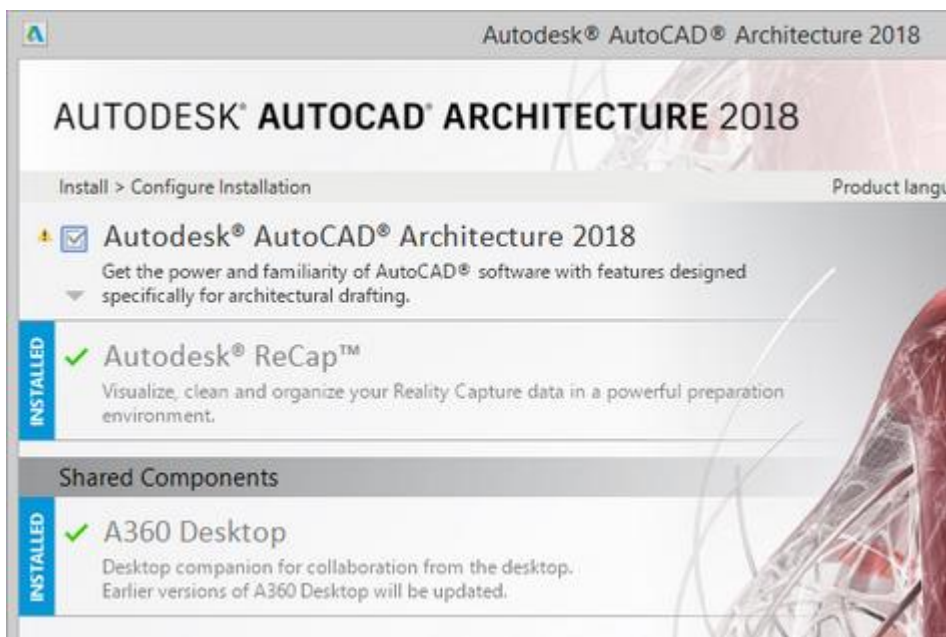 Autodesk® AutoCAD® Architecture 2018
AUTODESK® AUTOCAD® ARCHITECTURE 2018
Install > Configure Installation
Product langu
Autodesk® AutoCAD® Architecture 2018
Get the power and familiarity of AutoCAD® software with features designed
specifically for architectural drafting.
INSTALLED
Autodesk® ReCap™
Visualize, clean and organize your Reality Capture data in a powerful preparation
environment.
Shared Components
INSTALLED
A360 Desktop
Desktop companion for collaboration from the desktop.
Earlier versions of A360 Desktop will be updated.